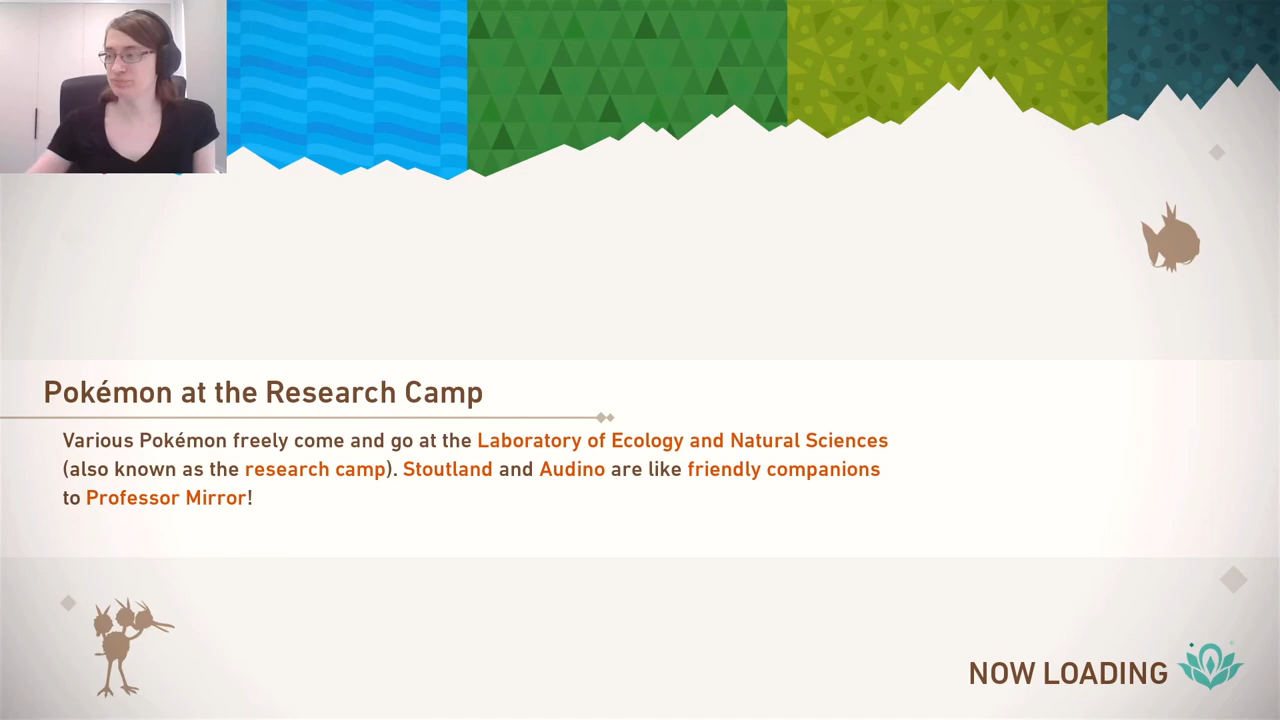 Pokémon at the Research Camp
Various Pokémon freely come and go at the Laboratory of Ecology and Natural Sciences
(also known as the research camp). Stoutland and Audino are like friendly companions
to Professor Mirror!
NOW LOADING